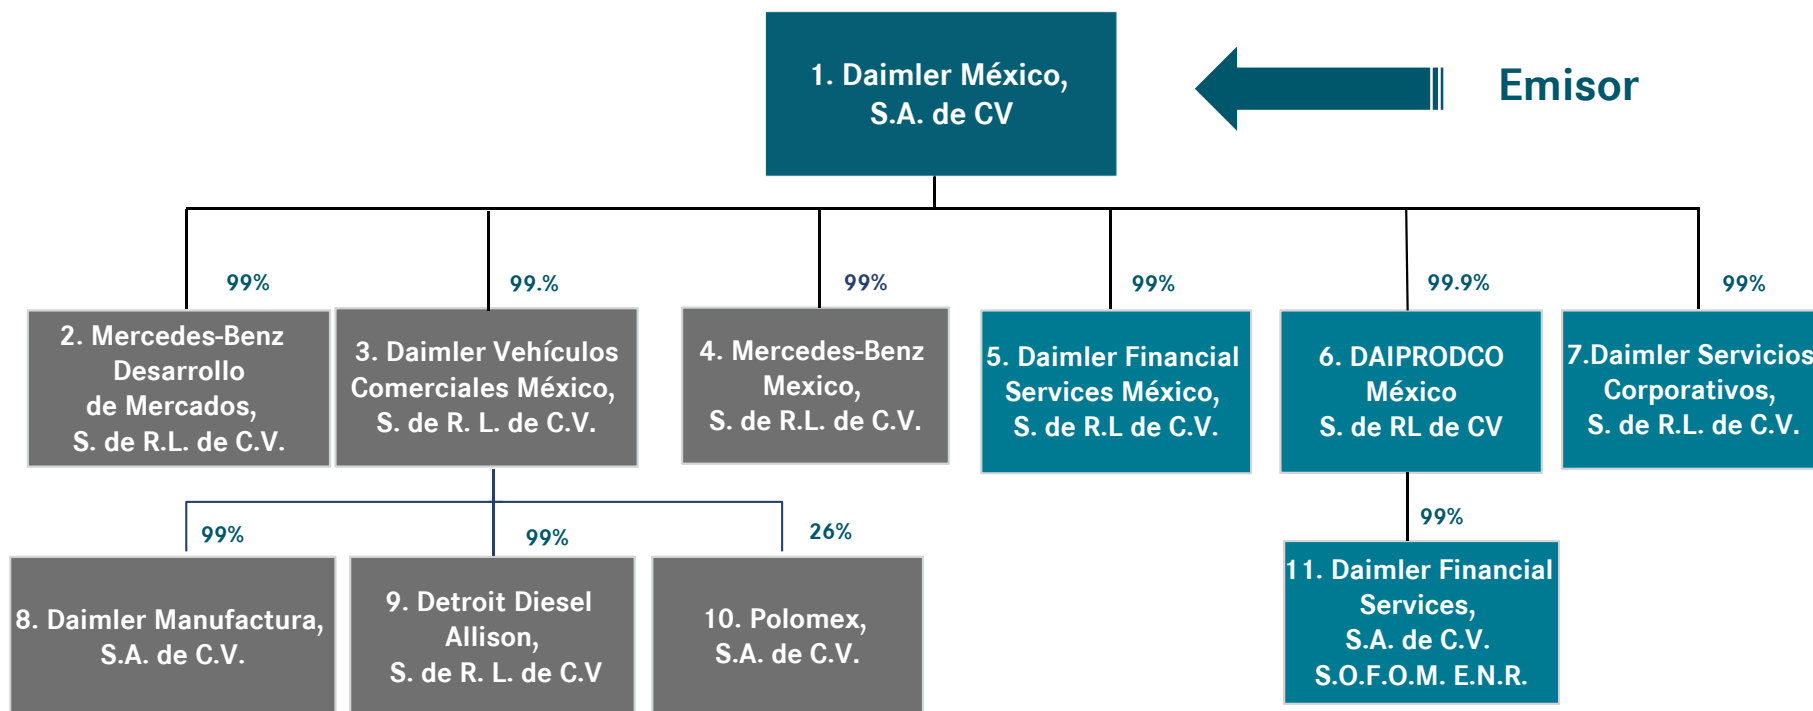 1. Daimler México,
S.A. de CV
Emisor
99%
99.%
99%
99%
99.9%
99%
2. Mercedes-Benz
Desarrollo
de Mercados,
S. de R.L. de C.V.
3. Daimler Vehículos
Comerciales México,
S. de R. L. de C.V.
4. Mercedes-Benz
Mexico,
S. de R.L. de C.V.
5. Daimler Financial
Services México,
S. de R.L de C.V.
6. DAIPRODCO
México
S. de RL de CV
7.Daimler Servicios
Corporativos,
S. de R.L. de C.V.
99%
99%
26%
99%
8. Daimler Manufactura,
S.A. de C.V.
9. Detroit Diesel
Allison,
S. de R. L. de C.V
10. Polomex,
S.A. de C.V.
11. Daimler Financial
Services,
S.A. de C.V.
S.O.F.O.M. E.N.R.